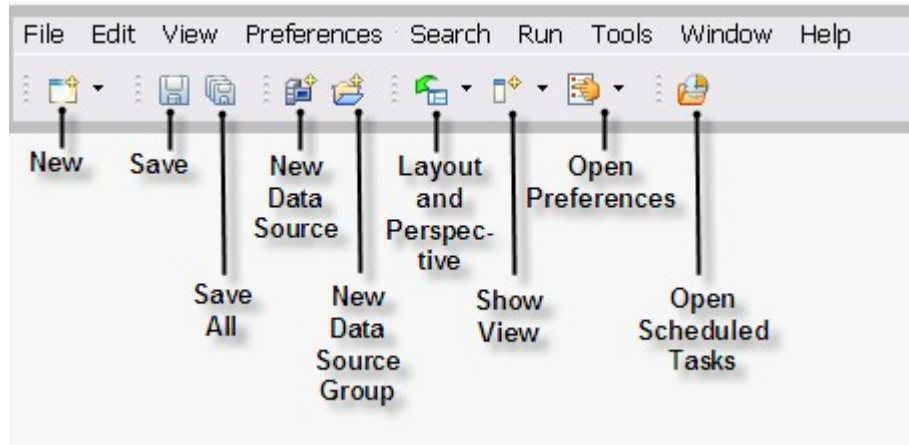 File Edit View Preferences Search Run Tools Window Help
New
Save
New
Data
Source
Layout
and
Perspec-
tive
Open
Preferences
Save
All
New
Data
Source
Group
Show
View
Open
Scheduled
Tasks